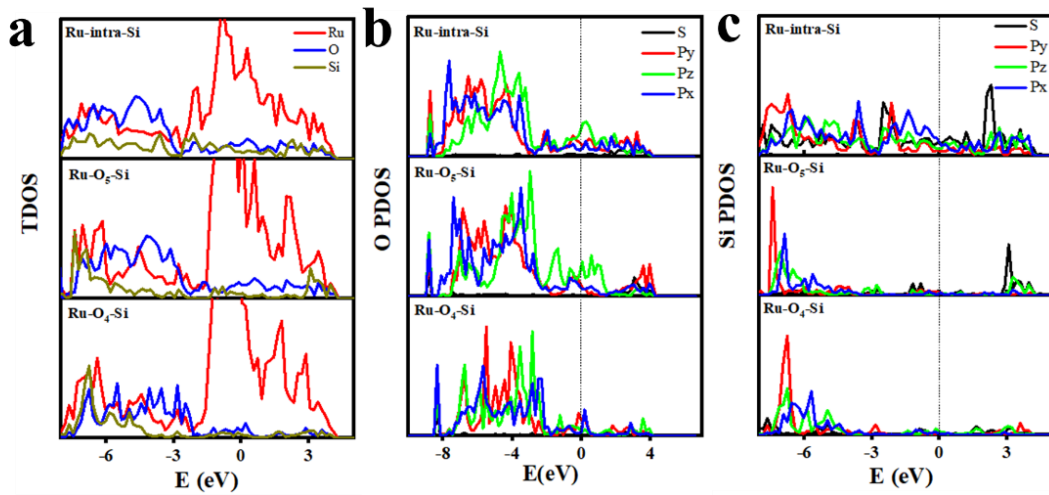 a
TDOS
Ru-intra-Si
Ru
O
Si
Ru-O₅-Si
Ru-O₄-Si
-6
-3
0
3
E (eV)
b
O PDOS
Ru-intra-Si
S
Py
Pz
Px
Ru-O₅-Si
Ru-O₄-Si
-8
-4
0
4
E(eV)
c
Si PDOS
Ru-intra-Si
S
Py
Pz
Px
Ru-O₅-Si
Ru-O₄-Si
-6
-3
0
3
E (eV)